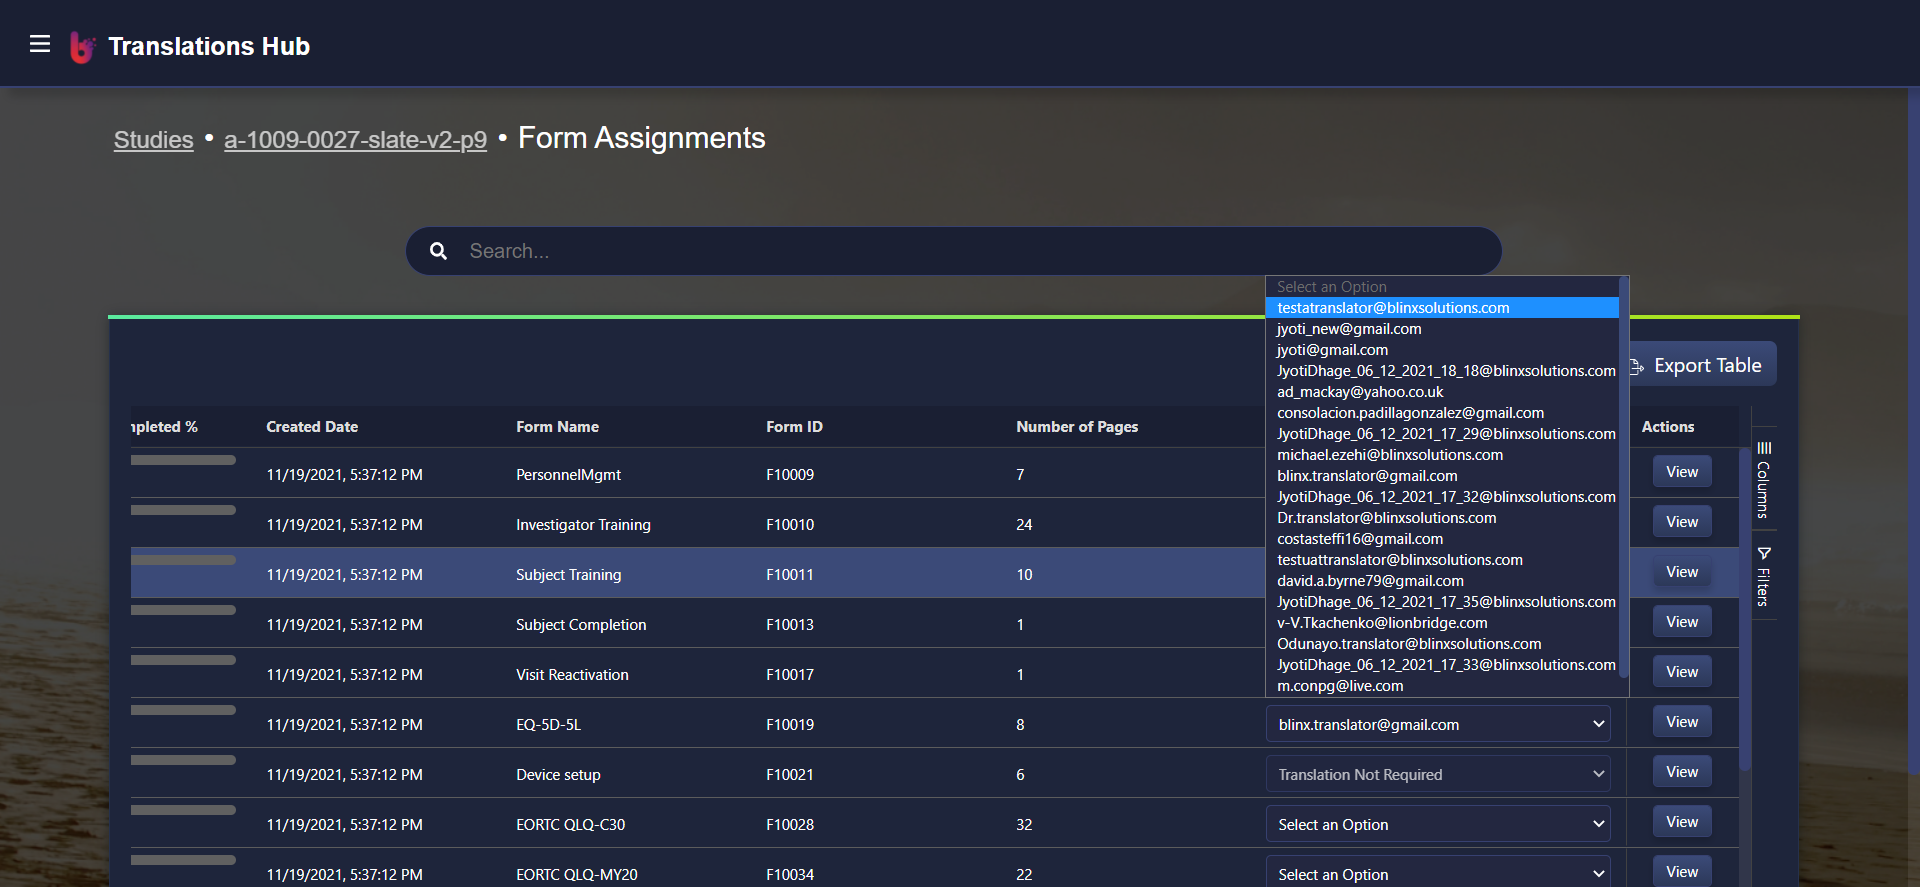 Translations Hub
Studies • a-1009-0027-slate-v2-p9 • Form Assignments
Search...
Select an Option
testatranslator@blinxsolutions.com
jyoti_new@gmail.com
jyoti@gmail.com
JyotiDhage_06_12_2021_18_18@blinxsolutions.com
ad_mackay@yahoo.co.uk
consolacion.padillagonzalez@gmail.com
JyotiDhage_06_12_2021_17_29@blinxsolutions.com
michael.ezehi@blinxsolutions.com
blinx.translator@gmail.com
JyotiDhage_06_12_2021_17_32@blinxsolutions.com
Dr.translator@blinxsolutions.com
costasteffi16@gmail.com
testuattranslator@blinxsolutions.com
david.a.byrne79@gmail.com
JyotiDhage_06_12_2021_17_35@blinxsolutions.com
v-V.Tkachenko@lionbridge.com
Odunayo.translator@blinxsolutions.com
JyotiDhage_06_12_2021_17_33@blinxsolutions.com
m.conpg@live.com
Export Table
mpleted % Created Date Form Name Form ID Number of Pages Actions
11/19/2021, 5:37:12 PM PersonnelMgmt F10009 7 View
11/19/2021, 5:37:12 PM Investigator Training F10010 24 View
11/19/2021, 5:37:12 PM Subject Training F10011 10 View
11/19/2021, 5:37:12 PM Subject Completion F10013 1 View
11/19/2021, 5:37:12 PM Visit Reactivation F10017 1 View
11/19/2021, 5:37:12 PM EQ-5D-5L F10019 8 blinx.translator@gmail.com View
11/19/2021, 5:37:12 PM Device setup F10021 6 Translation Not Required View
11/19/2021, 5:37:12 PM EORTC QLQ-C30 F10028 32 Select an Option View
11/19/2021, 5:37:12 PM EORTC QLQ-MY20 F10034 22 Select an Option View
Columns
Filters